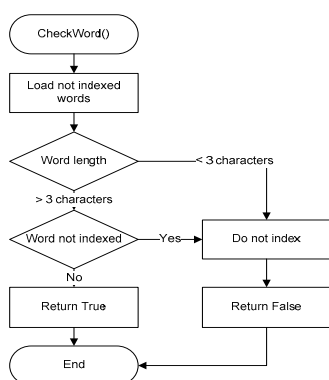 CheckWord()
Load not indexed
words
Word length
< 3 characters
> 3 characters
Word not indexed
Yes
Do not index
No
Return True
Return False
End